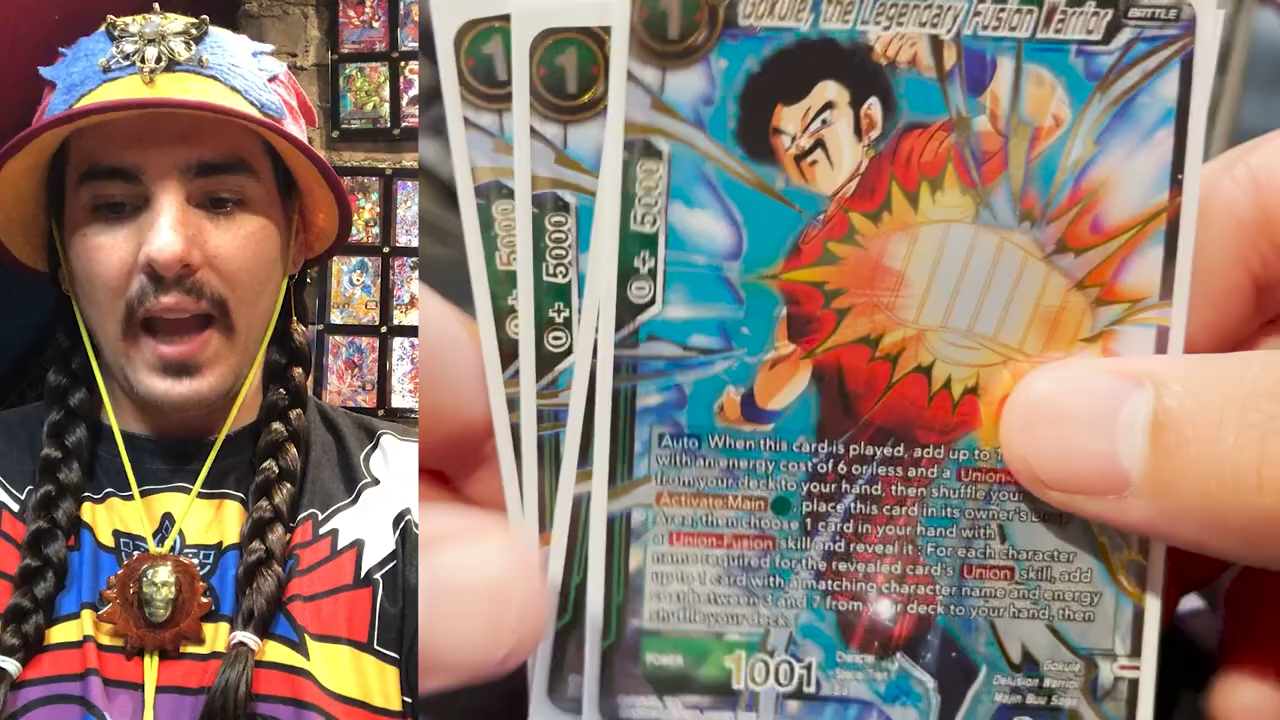 1
1
1
Gokule, the Legendary Fusion Warrior
BATTLE
0+ 5000
0+ 5000
0+ 5000
Auto When this card is played, add up to 1
with an energy cost of 6 or less and a Union-
from your deck to your hand, then shuffle your
Activate:Main , place this card in its owner's Drop
Area, then choose 1 card in your hand with
a Union-Fusion skill and reveal it : For each character
name required for the revealed card's Union skill, add
up to 1 card with a matching character name and energy
cost between 3 and 7 from your deck to your hand, then
shuffle your deck.
POWER
1001
Character
Special Trait
Gokule
Delusion Warrior
Majin Buu Saga